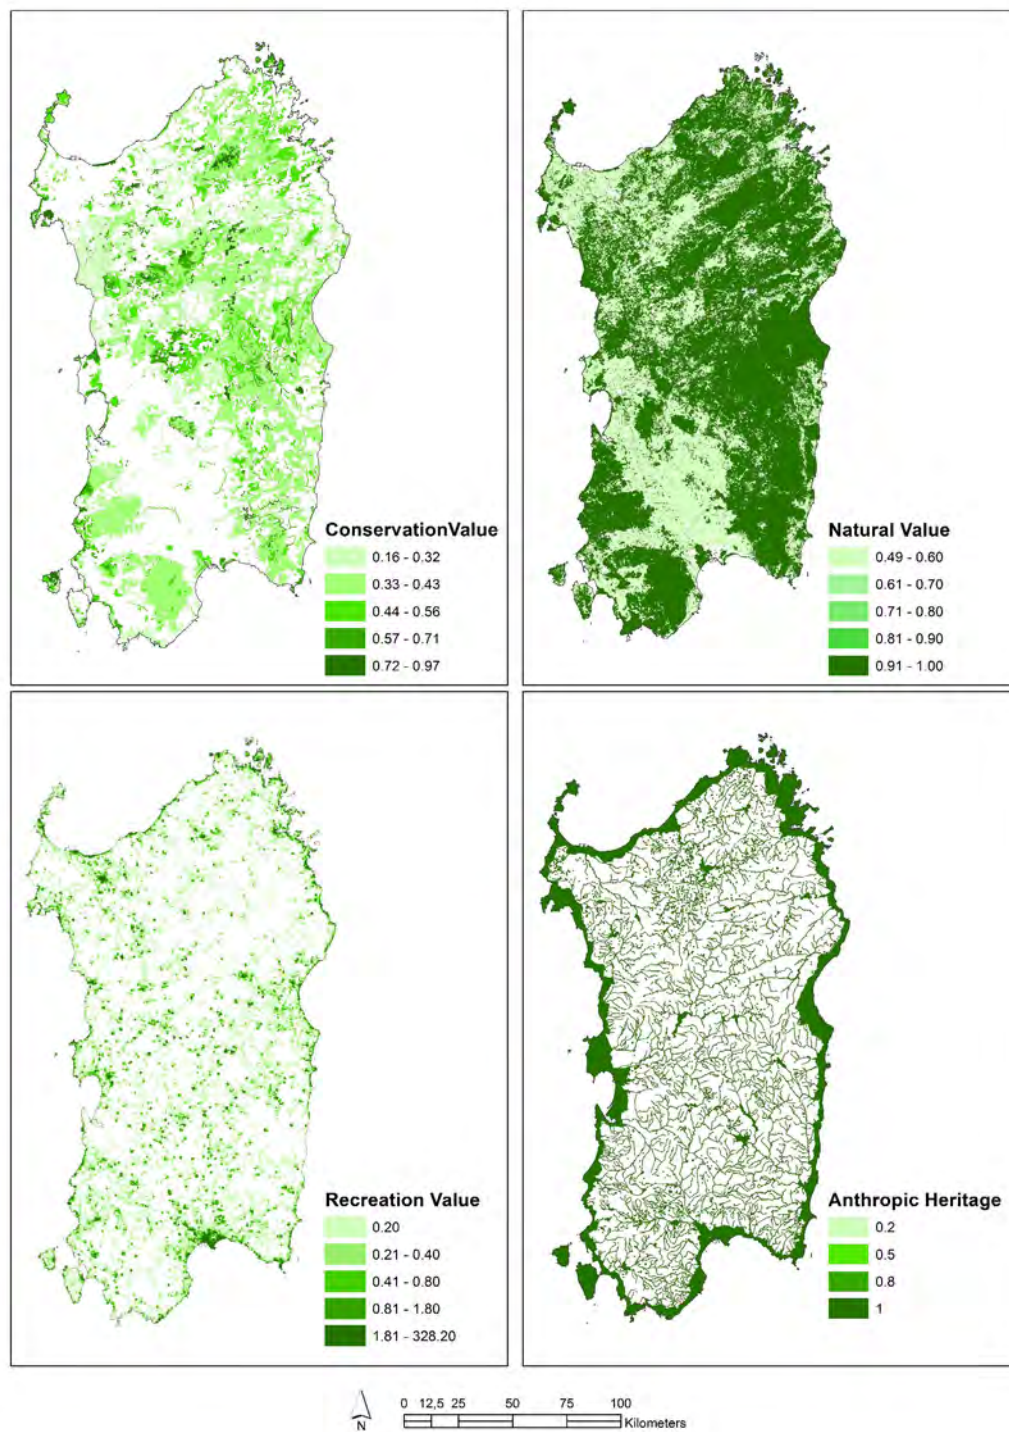 ConservationValue
0.16 - 0.32
0.33 - 0.43
0.44 - 0.56
0.57 - 0.71
0.72 - 0.97
Natural Value
0.49 - 0.60
0.61 - 0.70
0.71 - 0.80
0.81 - 0.90
0.91 - 1.00
Recreation Value
0.20
0.21 - 0.40
0.41 - 0.80
0.81 - 1.80
1.81 - 328.20
Anthropic Heritage
0.2
0.5
0.8
1
N
0 12,5 25 50 75 100
Kilometers